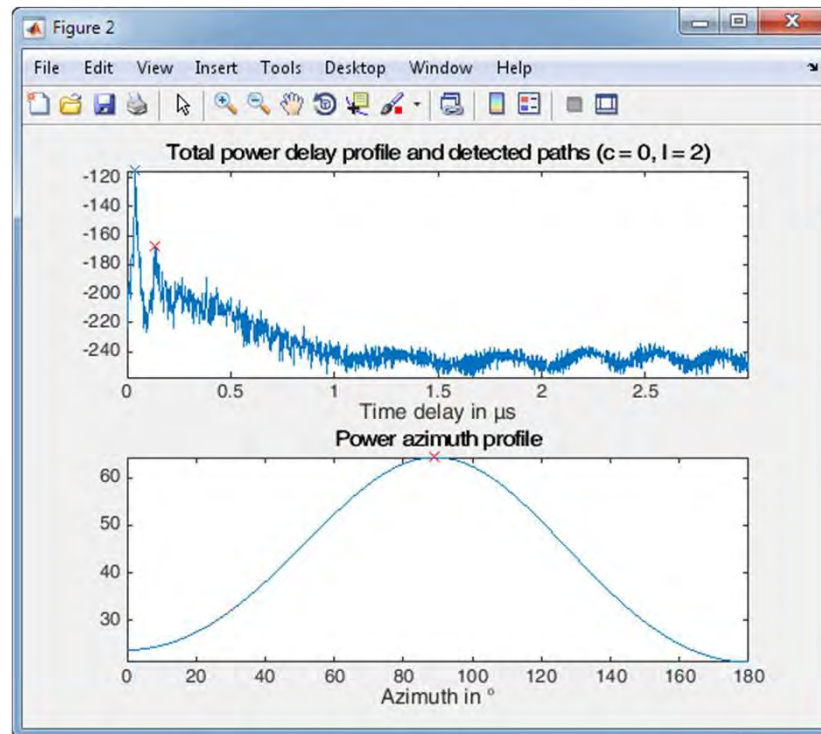 Figure 2
File Edit View Insert Tools Desktop Window Help
Total power delay profile and detected paths (c = 0, l = 2)
-120
-140
-160
-180
-200
-220
-240
0 0.5 1 1.5 2 2.5
Time delay in µs
Power azimuth profile
60
50
40
30
0 20 40 60 80 100 120 140 160 180
Azimuth in °